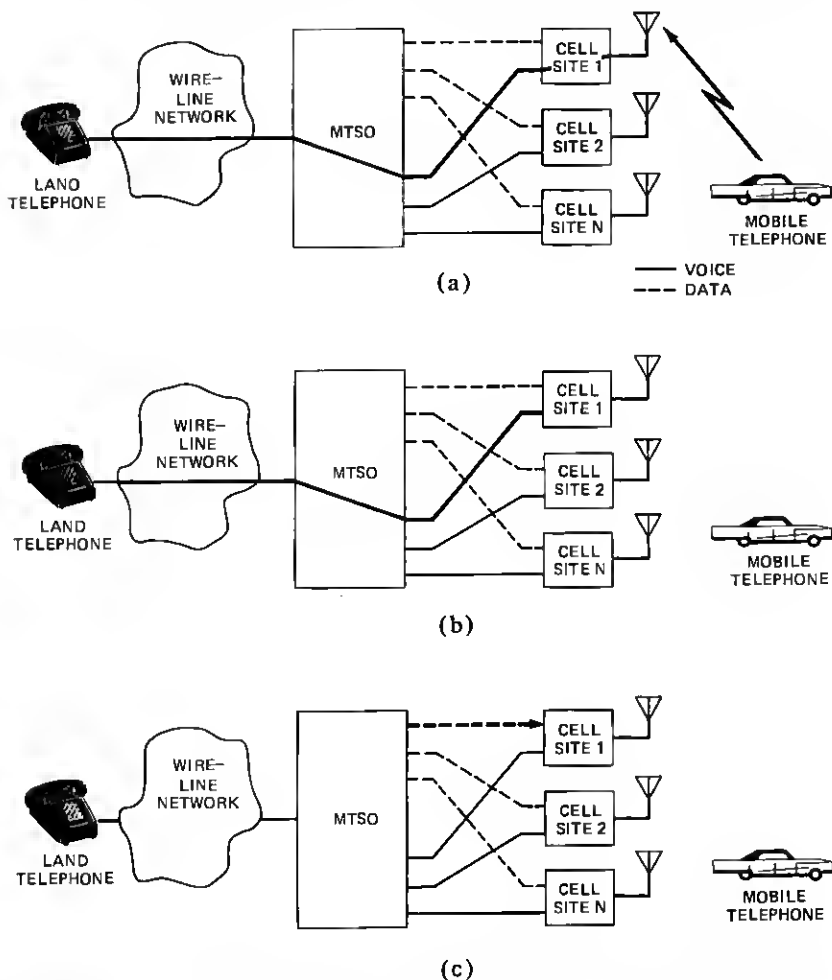 WIRE–
LINE
NETWORK
LANO
TELEPHONE
MTSO
CELL
SITE 1
CELL
SITE 2
CELL
SITE N
MOBILE
TELEPHONE
VOICE
DATA
(a)
WIRE–
LINE
NETWORK
LAND
TELEPHONE
MTSO
CELL
SITE 1
CELL
SITE 2
CELL
SITE N
MOBILE
TELEPHONE
(b)
WIRE–
LINE
NETWORK
LAND
TELEPHONE
MTSO
CELL
SITE 1
CELL
SITE 2
CELL
SITE N
MOBILE
TELEPHONE
(c)